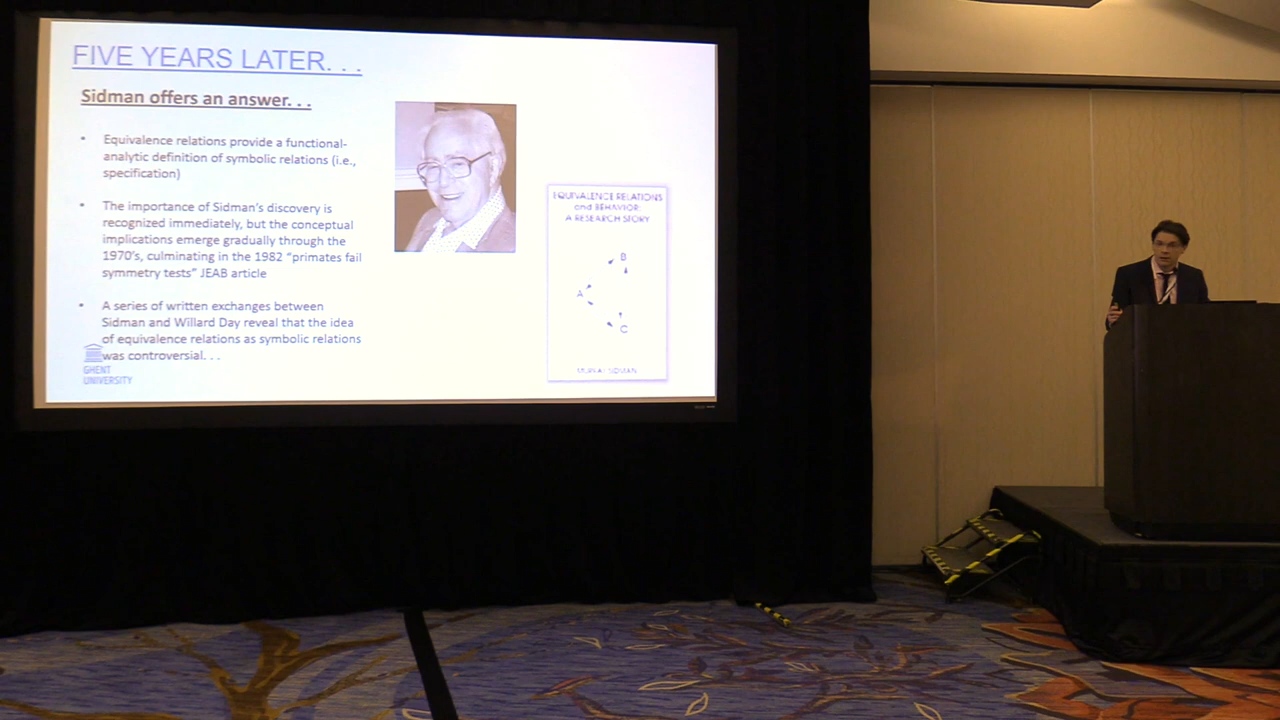 FIVE YEARS LATER. . .
Sidman offers an answer. . .
• Equivalence relations provide a functional-
analytic definition of symbolic relations (i.e.,
specification)
• The importance of Sidman's discovery is
recognized immediately, but the conceptual
implications emerge gradually through the
1970's, culminating in the 1982 "primates fail
symmetry tests" JEAB article
• A series of written exchanges between
Sidman and Willard Day reveal that the idea
of equivalence relations as symbolic relations
was controversial. . .
GHENT
UNIVERSITY
EQUIVALENCE RELATIONS
and BEHAVIOR:
A RESEARCH STORY
B
A
C
MURRAY SIDMAN